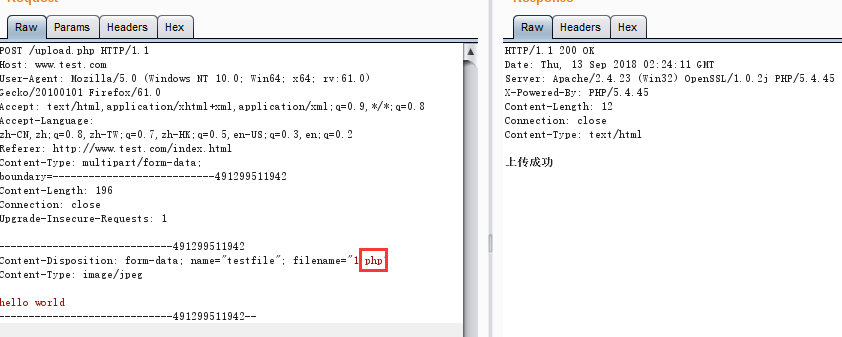 Raw
Params
Headers
Hex
POST /upload.php HTTP/1.1
Host: www.test.com
User-Agent: Mozilla/5.0 (Windows NT 10.0; Win64; x64; rv:61.0)
Gecko/20100101 Firefox/61.0
Accept: text/html,application/xhtml+xml,application/xml;q=0.9,*/*;q=0.8
Accept-Language:
zh-CN,zh;q=0.8,zh-TW;q=0.7,zh-HK;q=0.5,en-US;q=0.3,en;q=0.2
Referer: http://www.test.com/index.html
Content-Type: multipart/form-data;
boundary=---------------------------491299511942
Content-Length: 196
Connection: close
Upgrade-Insecure-Requests: 1
-----------------------------491299511942
Content-Disposition: form-data; name="testfile"; filename="1.php"
Content-Type: image/jpeg
hello world
-----------------------------491299511942--
Raw
Headers
Hex
HTTP/1.1 200 OK
Date: Thu, 13 Sep 2018 02:24:11 GMT
Server: Apache/2.4.23 (Win32) OpenSSL/1.0.2j PHP/5.4.45
X-Powered-By: PHP/5.4.45
Content-Length: 12
Connection: close
Content-Type: text/html
上传成功